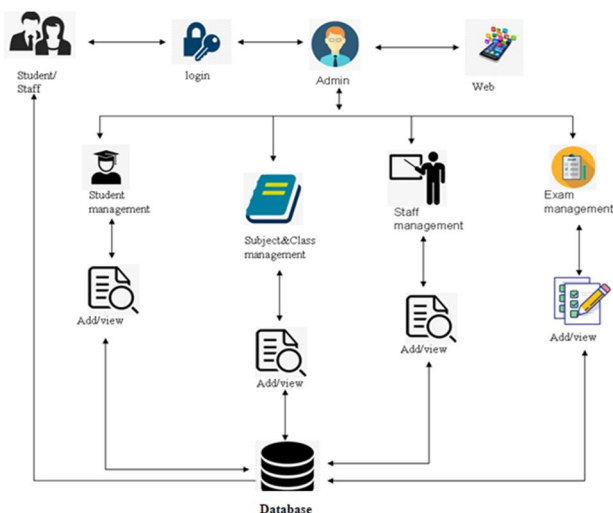 Student/
Staff
login
Admin
Web
Student
management
Subject&Class
management
Staff
management
Exam
management
Add/view
Add/view
Add/view
Add/view
Database